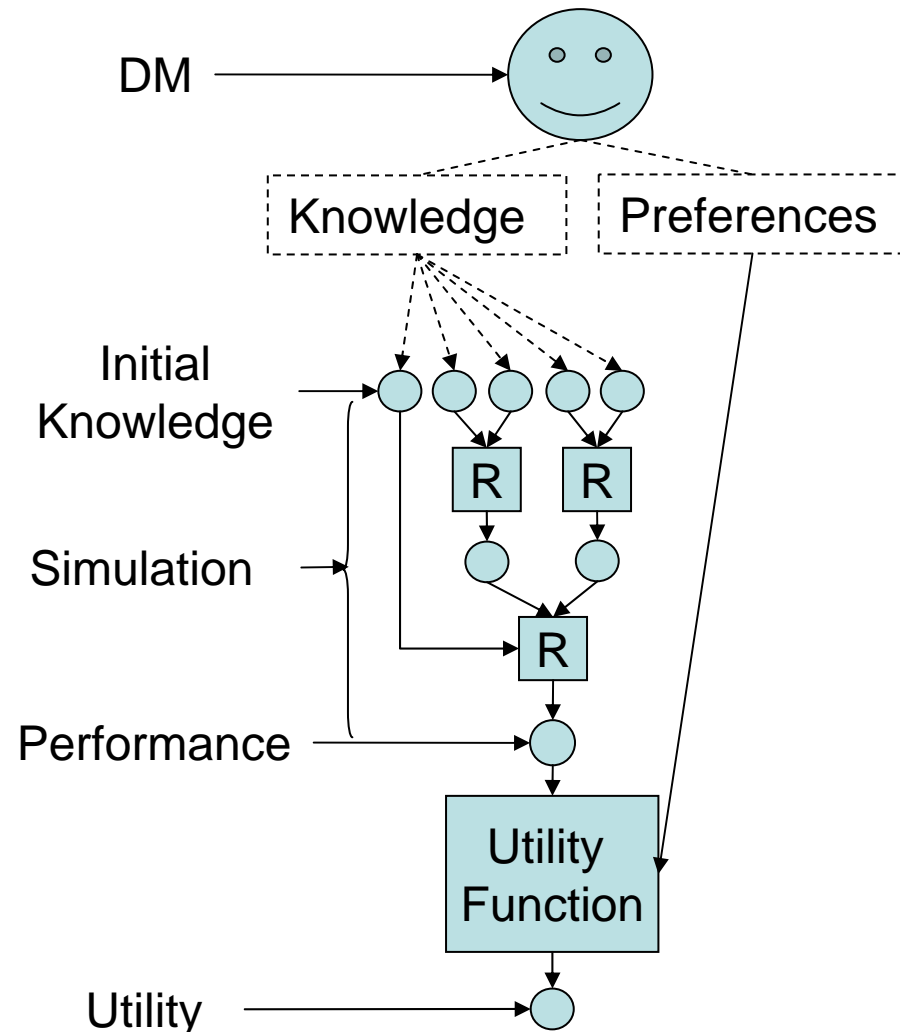 DM
Knowledge
Preferences
Initial
Knowledge
R
R
Simulation
R
Performance
Utility
Function
Utility